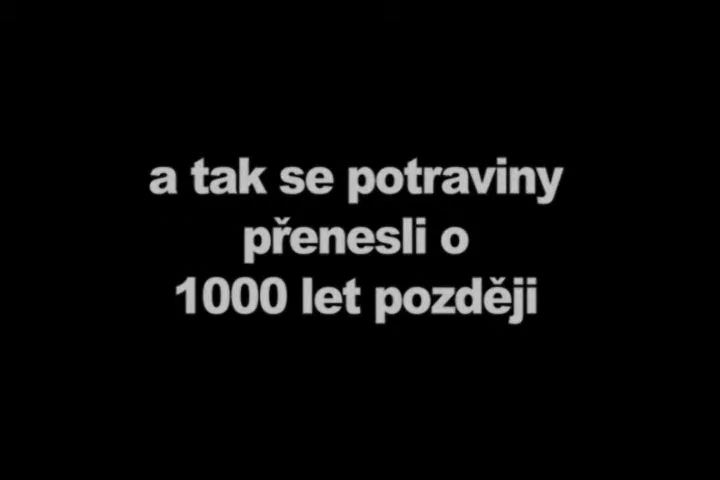 a tak se potraviny
přenesli o
1000 let později